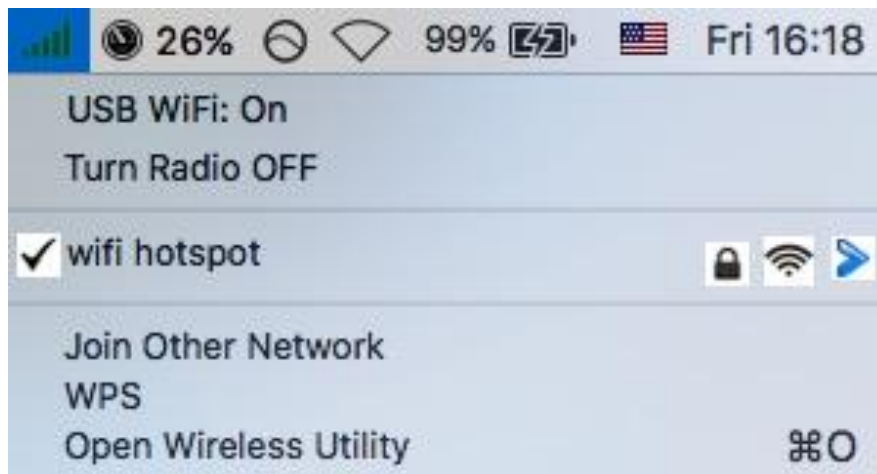 26% 99% Fri 16:18
USB WiFi: On
Turn Radio OFF
wifi hotspot
Join Other Network
WPS
Open Wireless Utility ⌘O